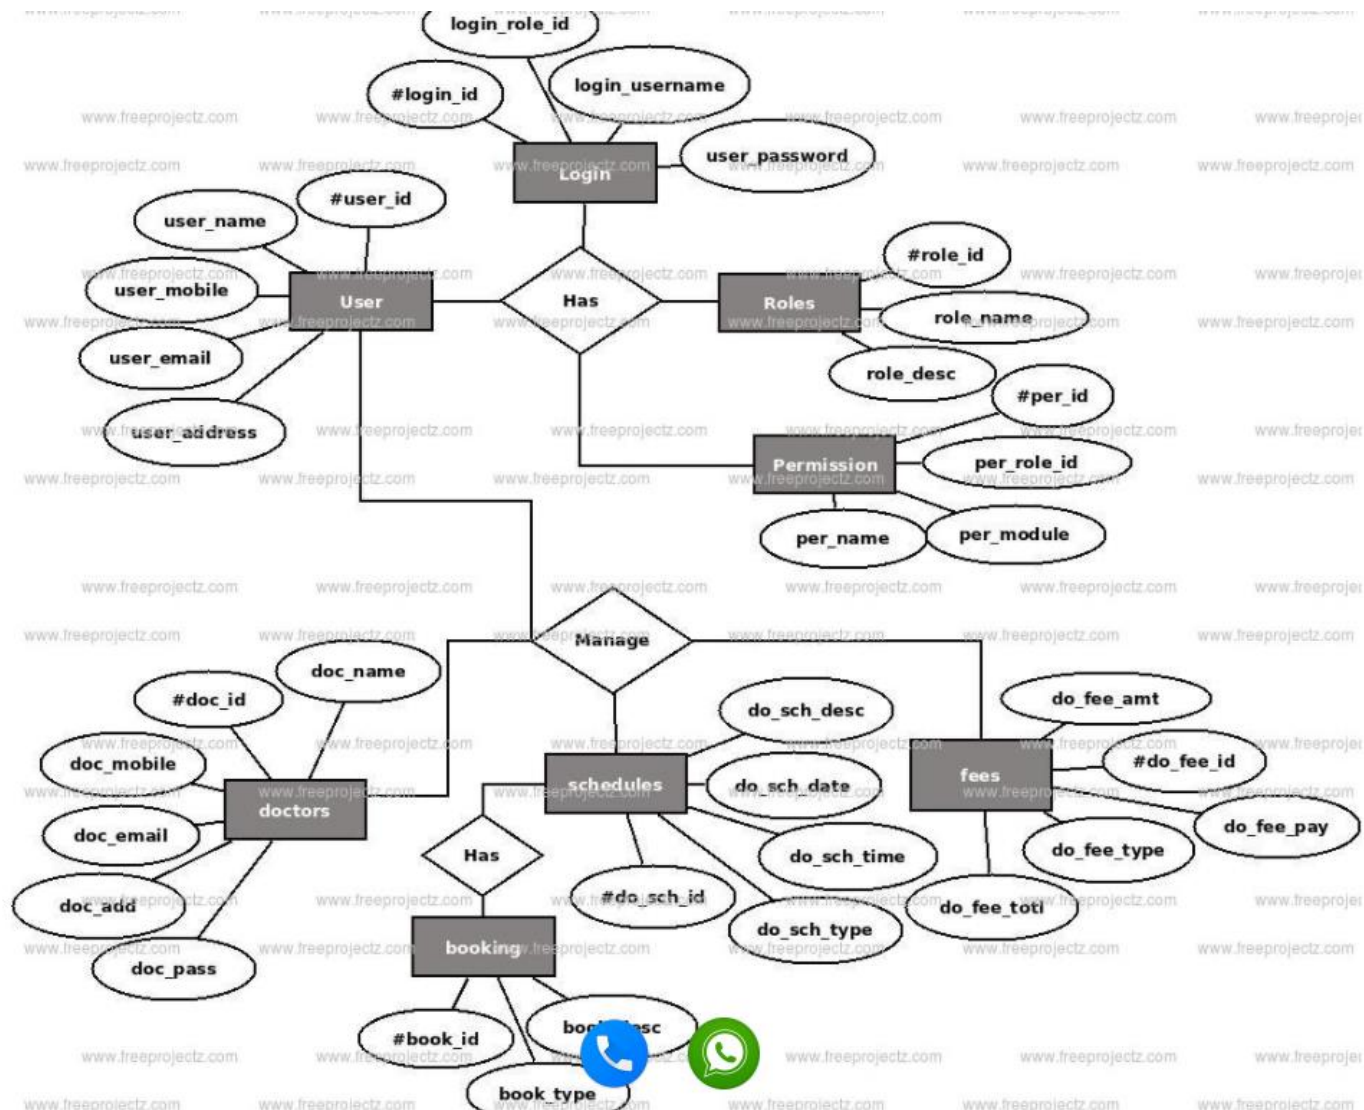 login_role_id
login_username
#login_id
user_password
Login
#user_id
user_name
#role_id
user_mobile
User
Has
Roles
role_name
user_email
role_desc
#per_id
user_address
Permission
per_role_id
per_name
per_module
Manage
doc_name
#doc_id
do_fee_amt
do_sch_desc
doc_mobile
#do_fee_id
fees
schedules
do_sch_date
doctors
do_fee_pay
doc_email
do_fee_type
Has
do_sch_time
#do_sch_id
doc_add
do_fee_totl
do_sch_type
booking
doc_pass
#book_id
book_type
www.freeprojectz.com